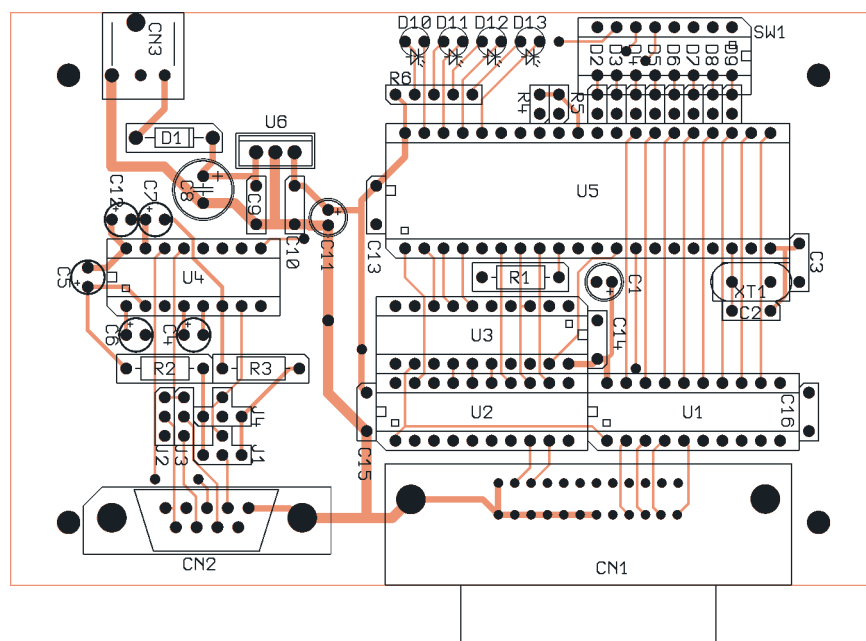 CN3
D10 D11 D12 D13
SW1
D2 D3 D4 D5 D6 D7 D8 D9
R6
R4
R5
D1
U6
U5
C12
C7
C8
C9
C10
C11
C13
C3
U4
C5
R1
C1
XT1
C2
C6
C4
U3
C14
R2
R3
J4
U2
U1
C16
J2
J3
J1
C15
CN2
CN1